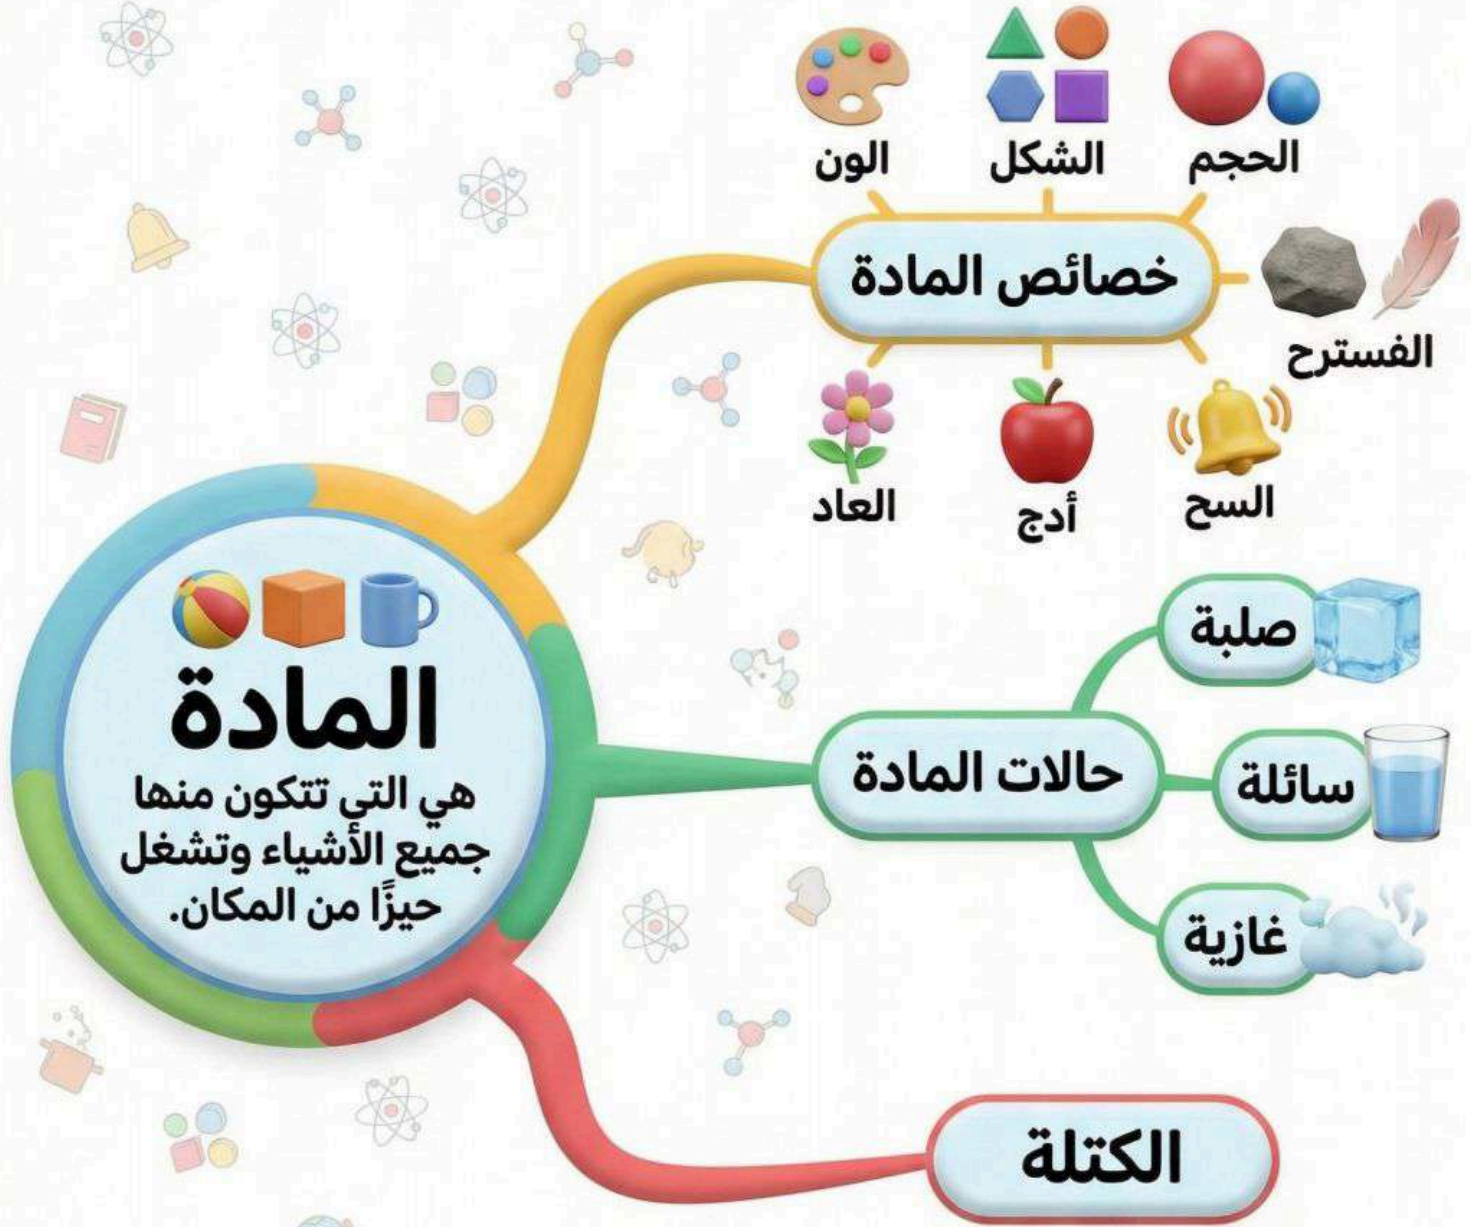 الحجم
الشكل
الون
خصائص المادة
الفسترح
السح
أدج
العاد
المادة
هي التي تتكون منها
جميع الأشياء وتشغل
حيزًا من المكان.
صلبة
حالات المادة
سائلة
غازية
الكتلة